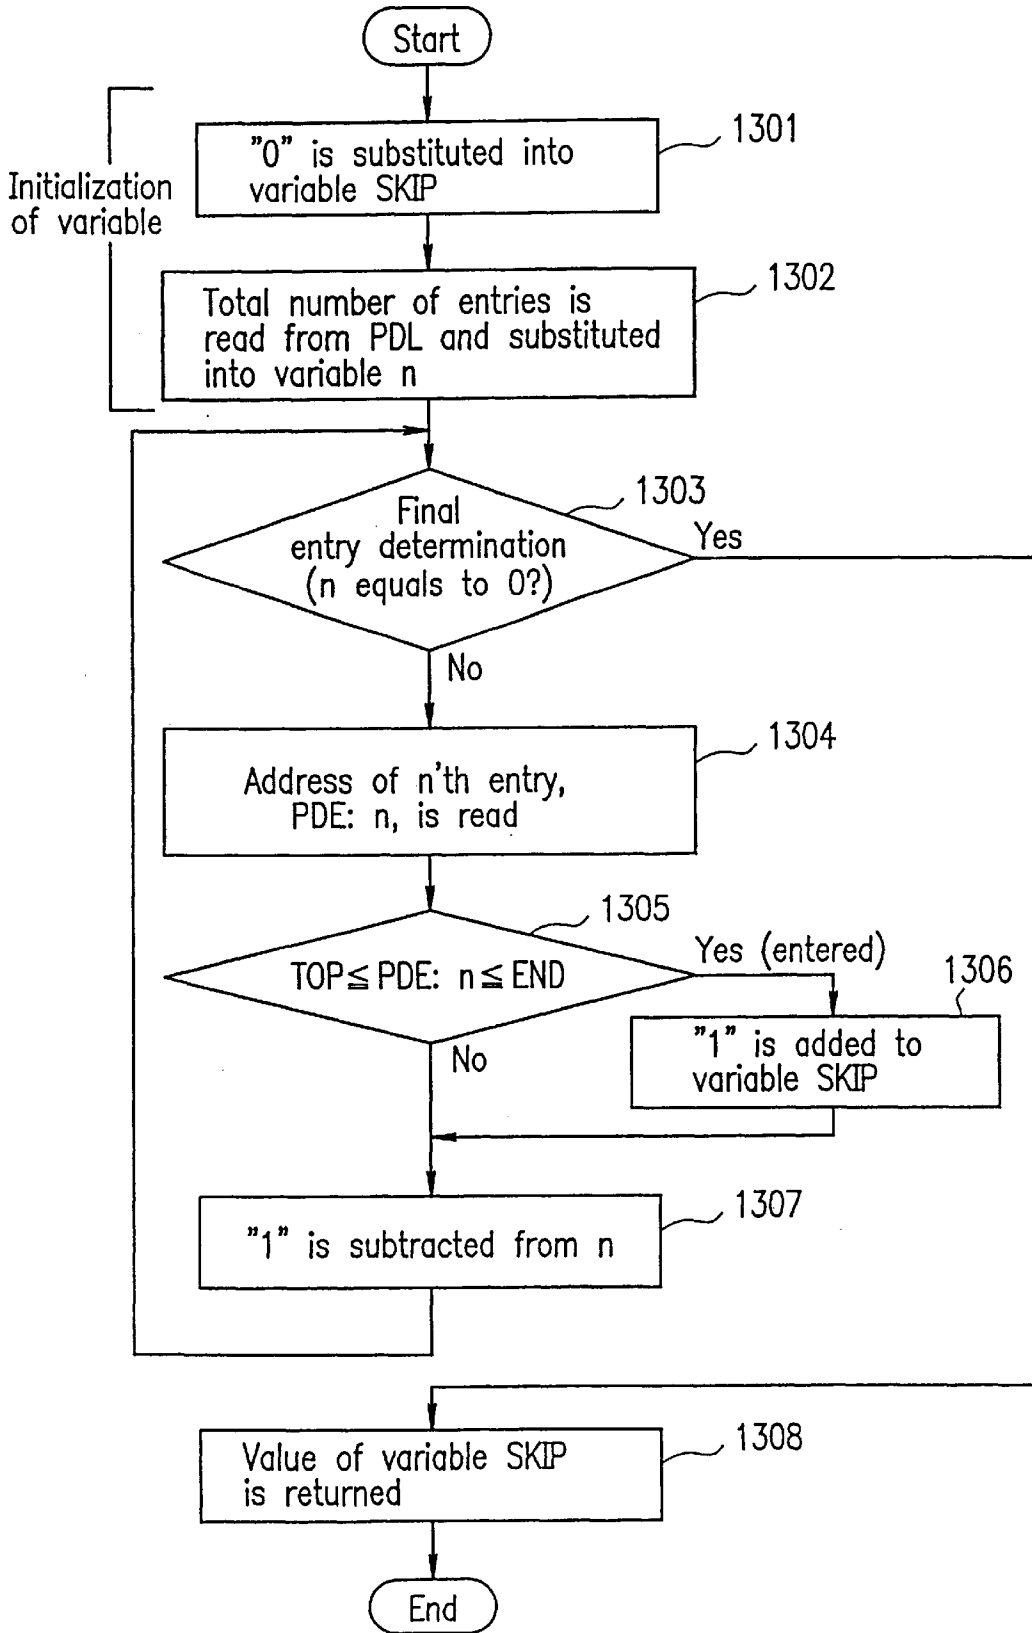 Start
1301
"0" is substituted into
variable SKIP
Initialization
of variable
1302
Total number of entries is
read from PDL and substituted
into variable n
1303
Final
entry determination
(n equals to 0?)
Yes
No
1304
Address of n'th entry,
PDE: n, is read
1305
TOP≦PDE: n≦END
Yes (entered)
1306
"1" is added to
variable SKIP
No
1307
"1" is subtracted from n
1308
Value of variable SKIP
is returned
End